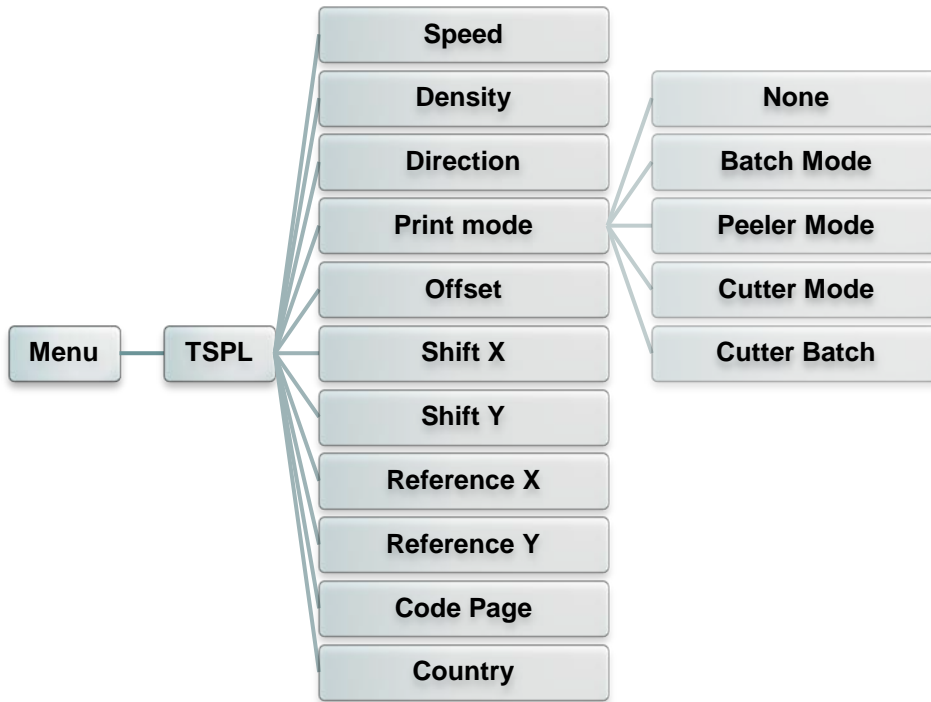 Menu
TSPL
Speed
Density
Direction
Print mode
Offset
Shift X
Shift Y
Reference X
Reference Y
Code Page
Country
None
Batch Mode
Peeler Mode
Cutter Mode
Cutter Batch